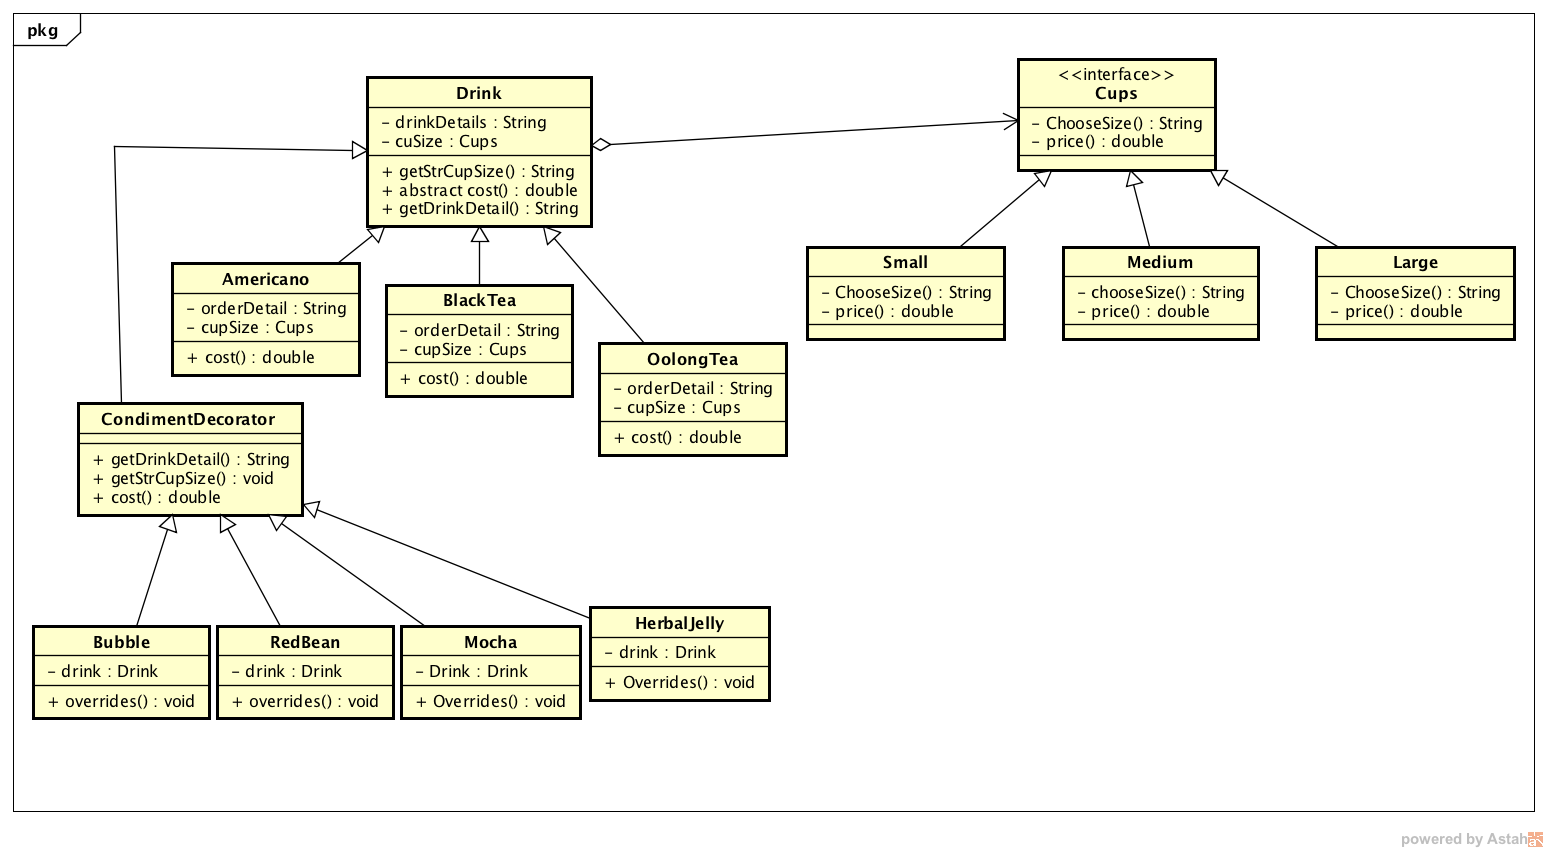 pkg
Drink
- drinkDetails : String
- cuSize : Cups
+ getStrCupSize() : String
+ abstract cost() : double
+ getDrinkDetail() : String
<<interface>>
Cups
- ChooseSize() : String
- price() : double
Small
- ChooseSize() : String
- price() : double
Medium
- chooseSize() : String
- price() : double
Large
- ChooseSize() : String
- price() : double
Americano
- orderDetail : String
- cupSize : Cups
+ cost() : double
BlackTea
- orderDetail : String
- cupSize : Cups
+ cost() : double
OolongTea
- orderDetail : String
- cupSize : Cups
+ cost() : double
CondimentDecorator
+ getDrinkDetail() : String
+ getStrCupSize() : void
+ cost() : double
Bubble
- drink : Drink
+ overrides() : void
RedBean
- drink : Drink
+ overrides() : void
Mocha
- Drink : Drink
+ Overrides() : void
HerbalJelly
- drink : Drink
+ Overrides() : void
powered by Astah